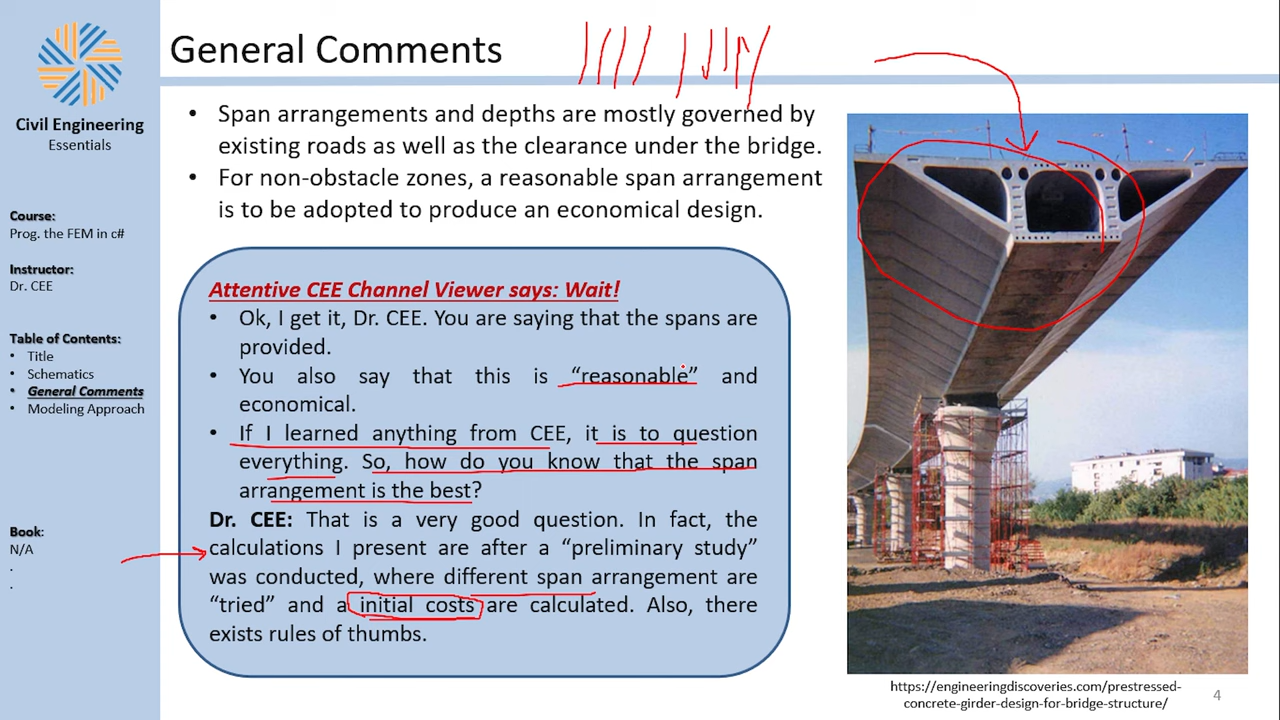 General Comments
Civil Engineering
Essentials
Course:
Prog. the FEM in c#
Instructor:
Dr. CEE
Table of Contents:
• Title
• Schematics
• General Comments
• Modeling Approach
Book:
N/A
.
.
• Span arrangements and depths are mostly governed by
existing roads as well as the clearance under the bridge.
• For non-obstacle zones, a reasonable span arrangement
is to be adopted to produce an economical design.
Attentive CEE Channel Viewer says: Wait!
• Ok, I get it, Dr. CEE. You are saying that the spans are
provided.
• You also say that this is “reasonable” and
economical.
• If I learned anything from CEE, it is to question
everything. So, how do you know that the span
arrangement is the best?
Dr. CEE: That is a very good question. In fact, the
calculations I present are after a “preliminary study”
was conducted, where different span arrangement are
“tried” and a initial costs are calculated. Also, there
exists rules of thumbs.
https://engineeringdiscoveries.com/prestressed-
concrete-girder-design-for-bridge-structure/
4